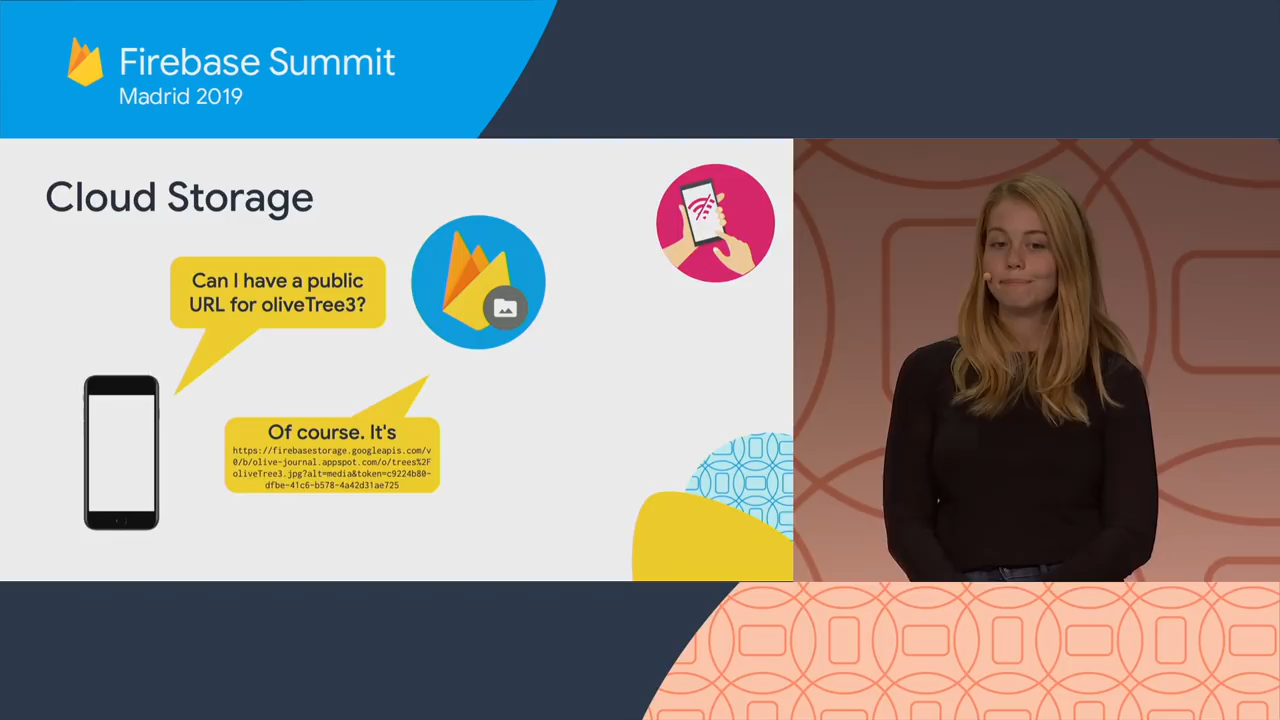 Firebase Summit
Madrid 2019
Cloud Storage
Can I have a public
URL for oliveTree3?
Of course. It's
https://firebasestorage.googleapis.com/v
0/b/olive-journal.appspot.com/o/trees%2F
oliveTree3.jpg?alt=media&token=c9224b80-
dfbe-41c6-b578-4a42d31ae725